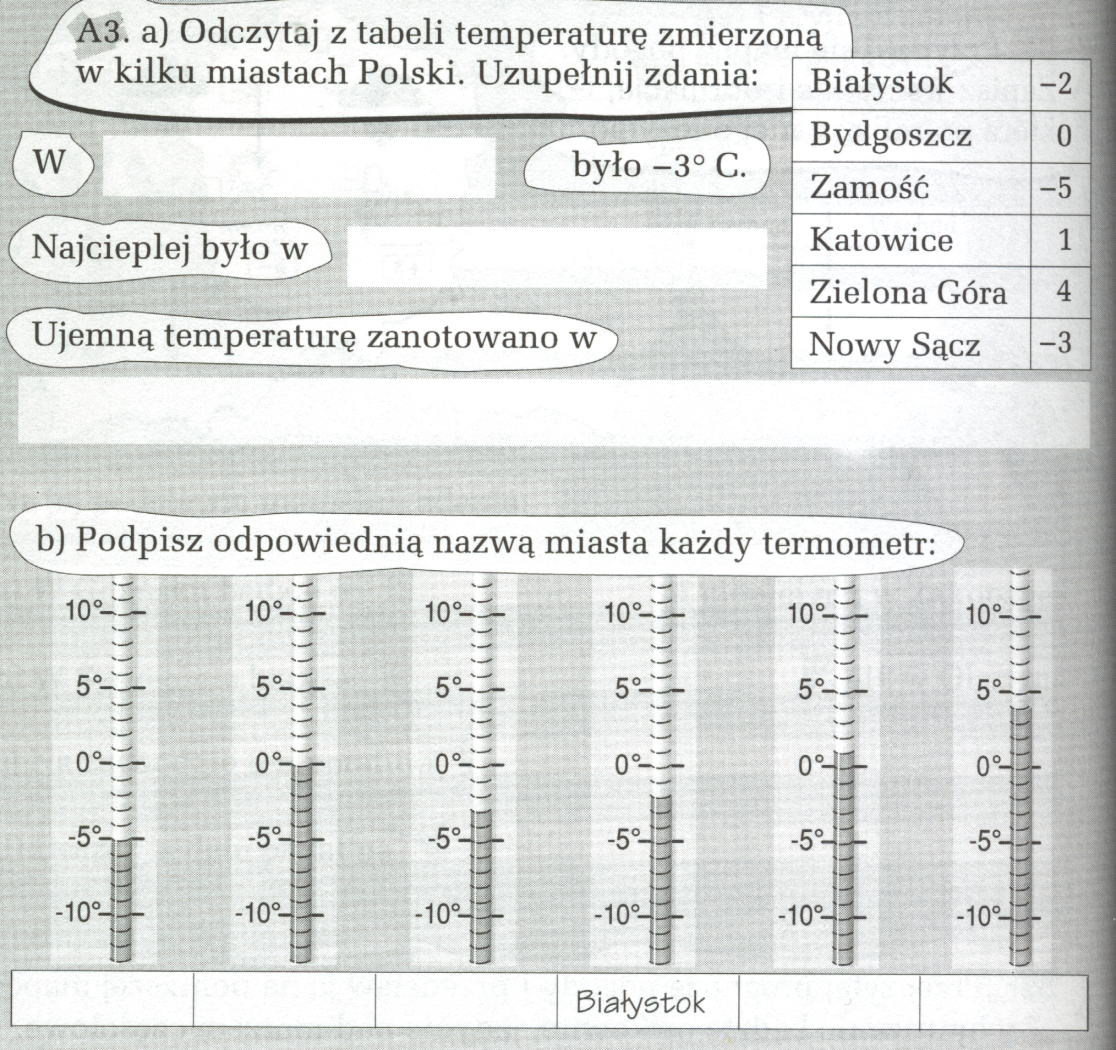 A3. a) Odczytaj z tabeli temperaturę zmierzoną
w kilku miastach Polski. Uzupełnij zdania:
W było –3° C.
Najcieplej było w
Ujemną temperaturę zanotowano w
Białystok –2
Bydgoszcz 0
Zamość –5
Katowice 1
Zielona Góra 4
Nowy Sącz –3
b) Podpisz odpowiednią nazwą miasta każdy termometr:
10° 10° 10° 10° 10° 10°
5° 5° 5° 5° 5° 5°
0° 0° 0° 0° 0° 0°
-5° -5° -5° -5° -5° -5°
-10° -10° -10° -10° -10° -10°
Białystok